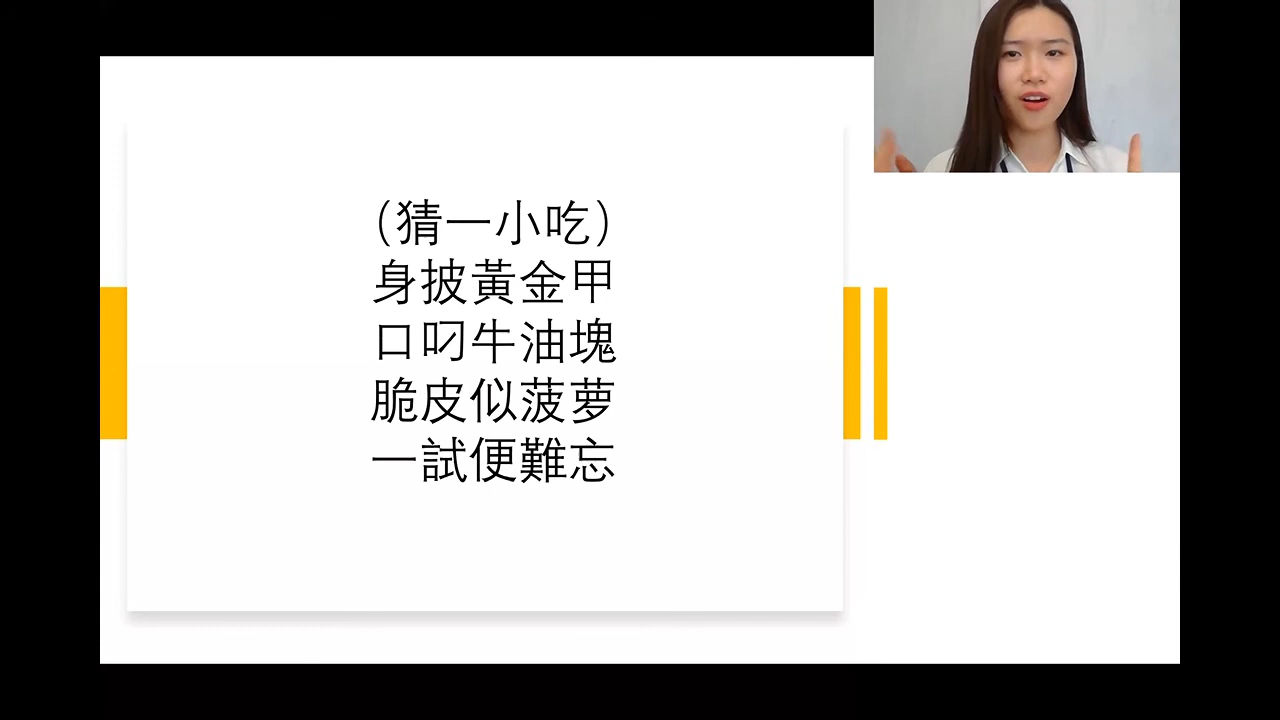 （猜一小吃）
身披黃金甲
口叼牛油塊
脆皮似菠萝
一試便難忘